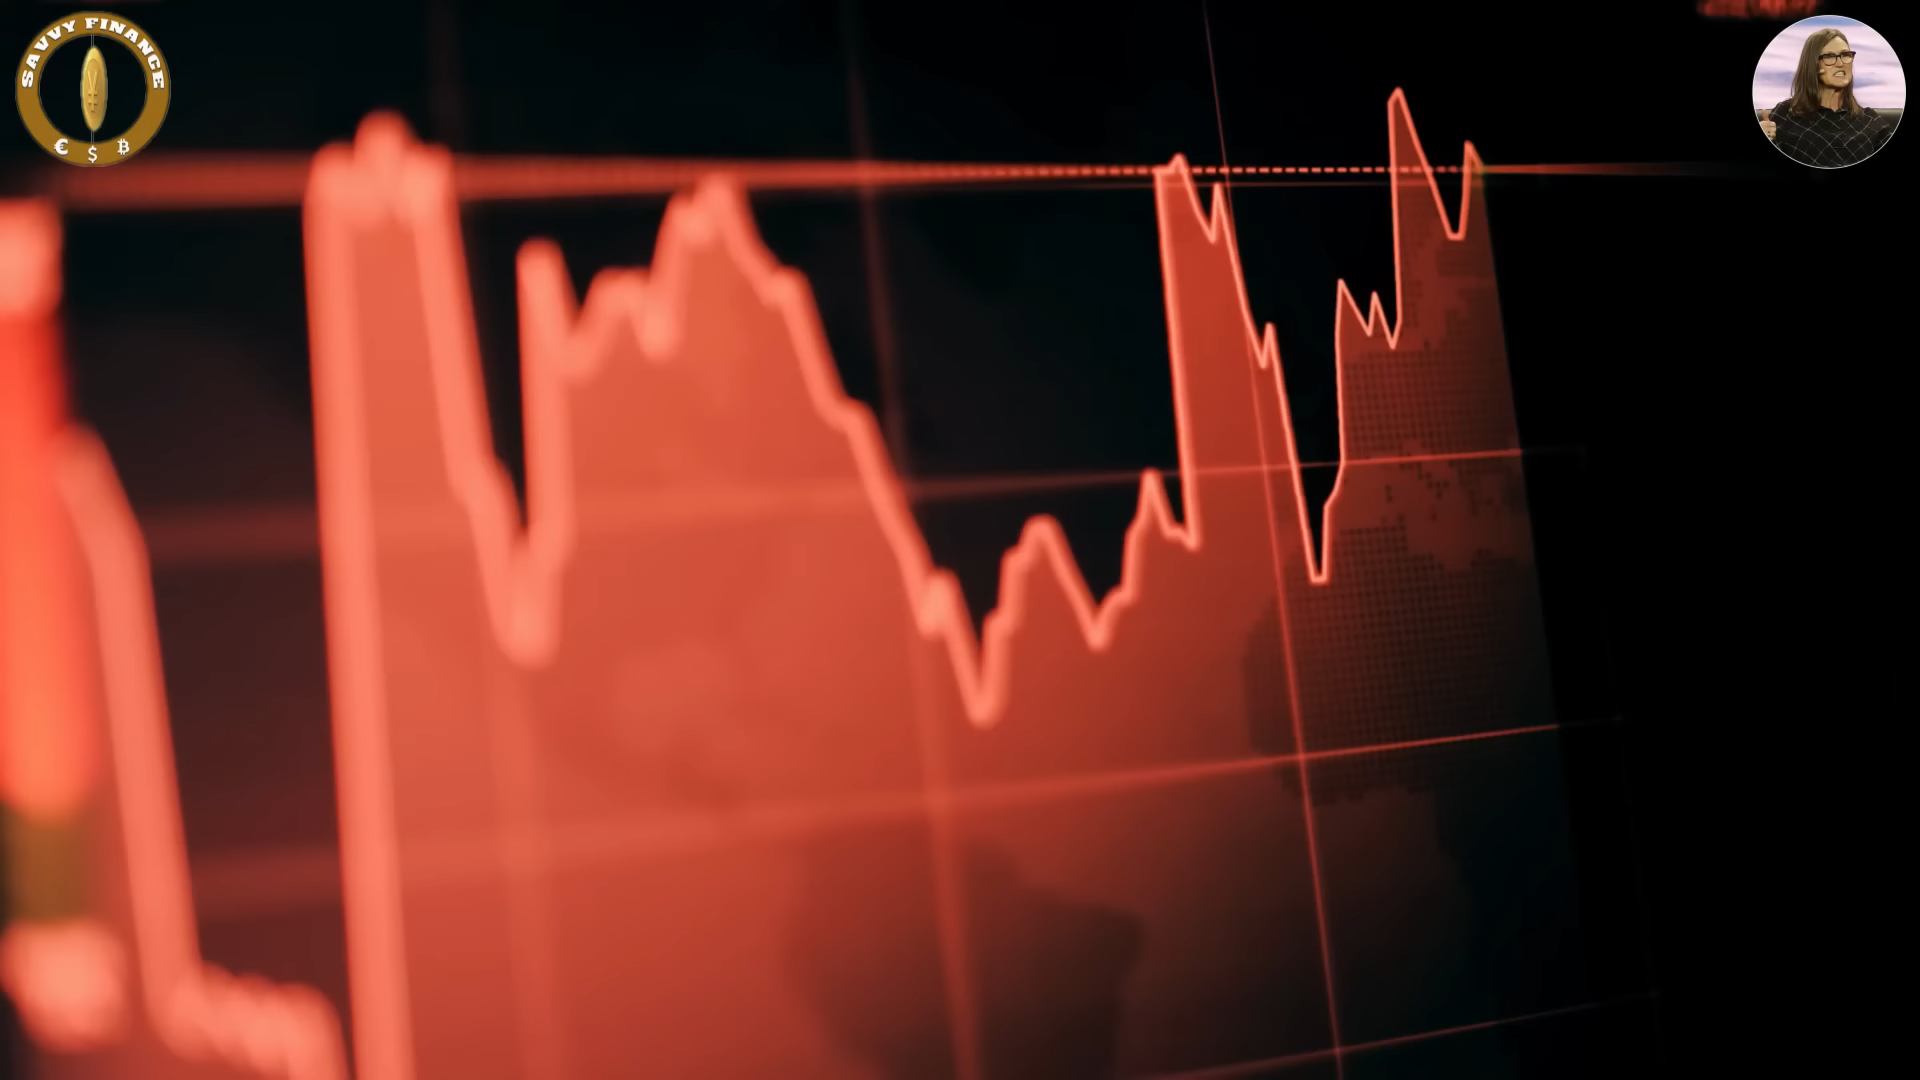 SAVVY FINANCE
¥
€ $ ₿